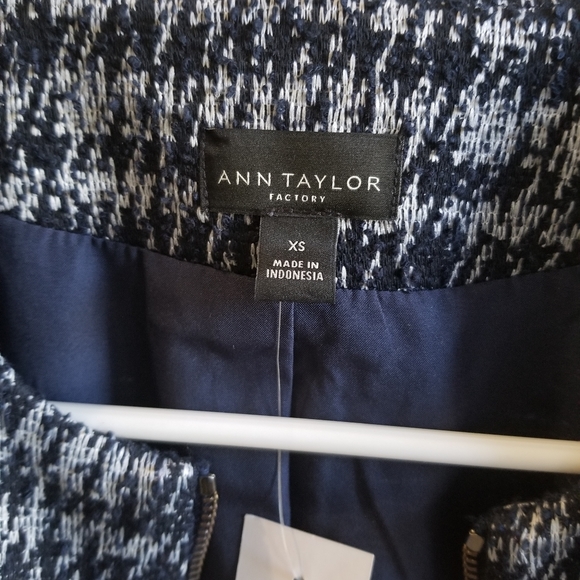 ANN TAYLOR
FACTORY
XS
MADE IN
INDONESIA